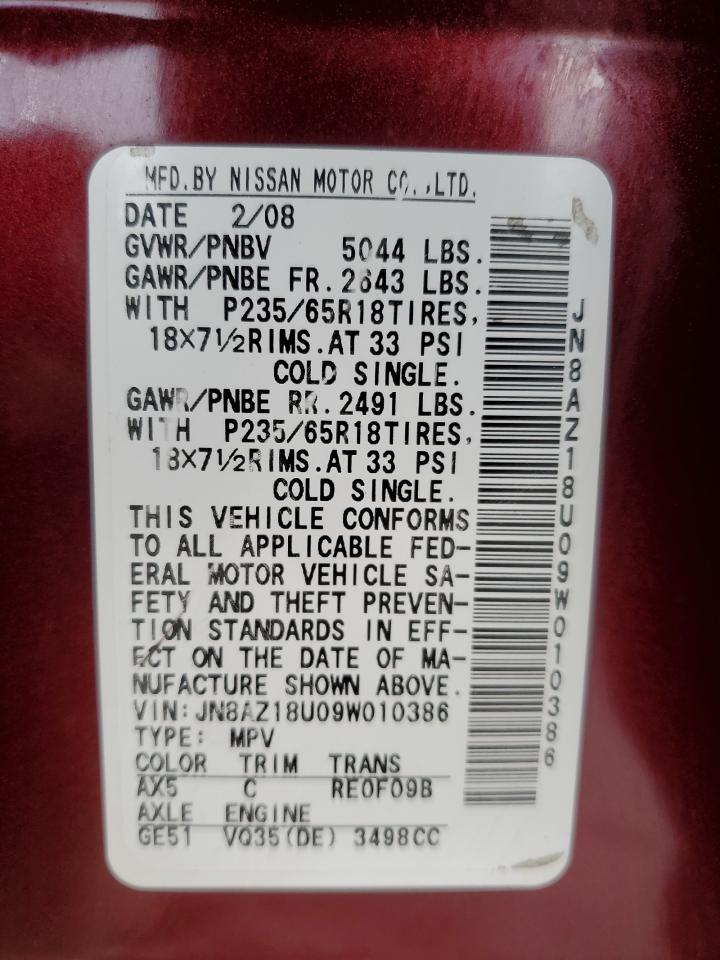 MFD.BY NISSAN MOTOR CO.,LTD.
DATE 2/08
GVWR/PNBV 5044 LBS.
GAWR/PNBE FR.2643 LBS.
WITH P235/65R18TIRES,
18X7½RIMS.AT 33 PSI
COLD SINGLE.
GAWR/PNBE RR.2491 LBS.
WITH P235/65R18TIRES,
18X7½RIMS.AT 33 PSI
COLD SINGLE.
THIS VEHICLE CONFORMS
TO ALL APPLICABLE FED-
ERAL MOTOR VEHICLE SA-
FETY AND THEFT PREVEN-
TION STANDARDS IN EFF-
ECT ON THE DATE OF MA-
NUFACTURE SHOWN ABOVE.
VIN:JN8AZ18U09W010386
TYPE: MPV
COLOR TRIM TRANS
AX5 C RE0F09B
AXLE ENGINE
GE51 VQ35(DE) 3498CC
JN8AZ18U09W010386